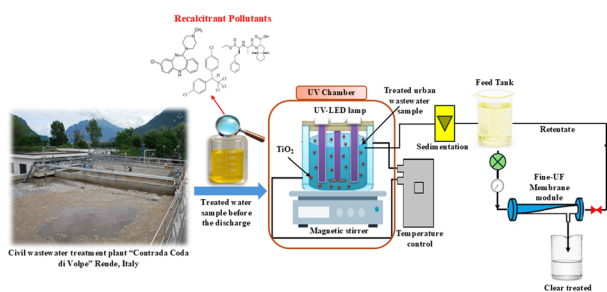 Recalcitrant Pollutants
UV Chamber
UV-LED lamp
Treated urban
wastewater
sample
Feed Tank
TiO2
Sedimentation
Retentate
Fine-UF
Membrane
module
Treated water
sample before
the discharge
Magnetic stirrer
Temperature
control
Civil wastewater treatment plant “Contrada Coda
di Volpe” Rende, Italy
Clear treated